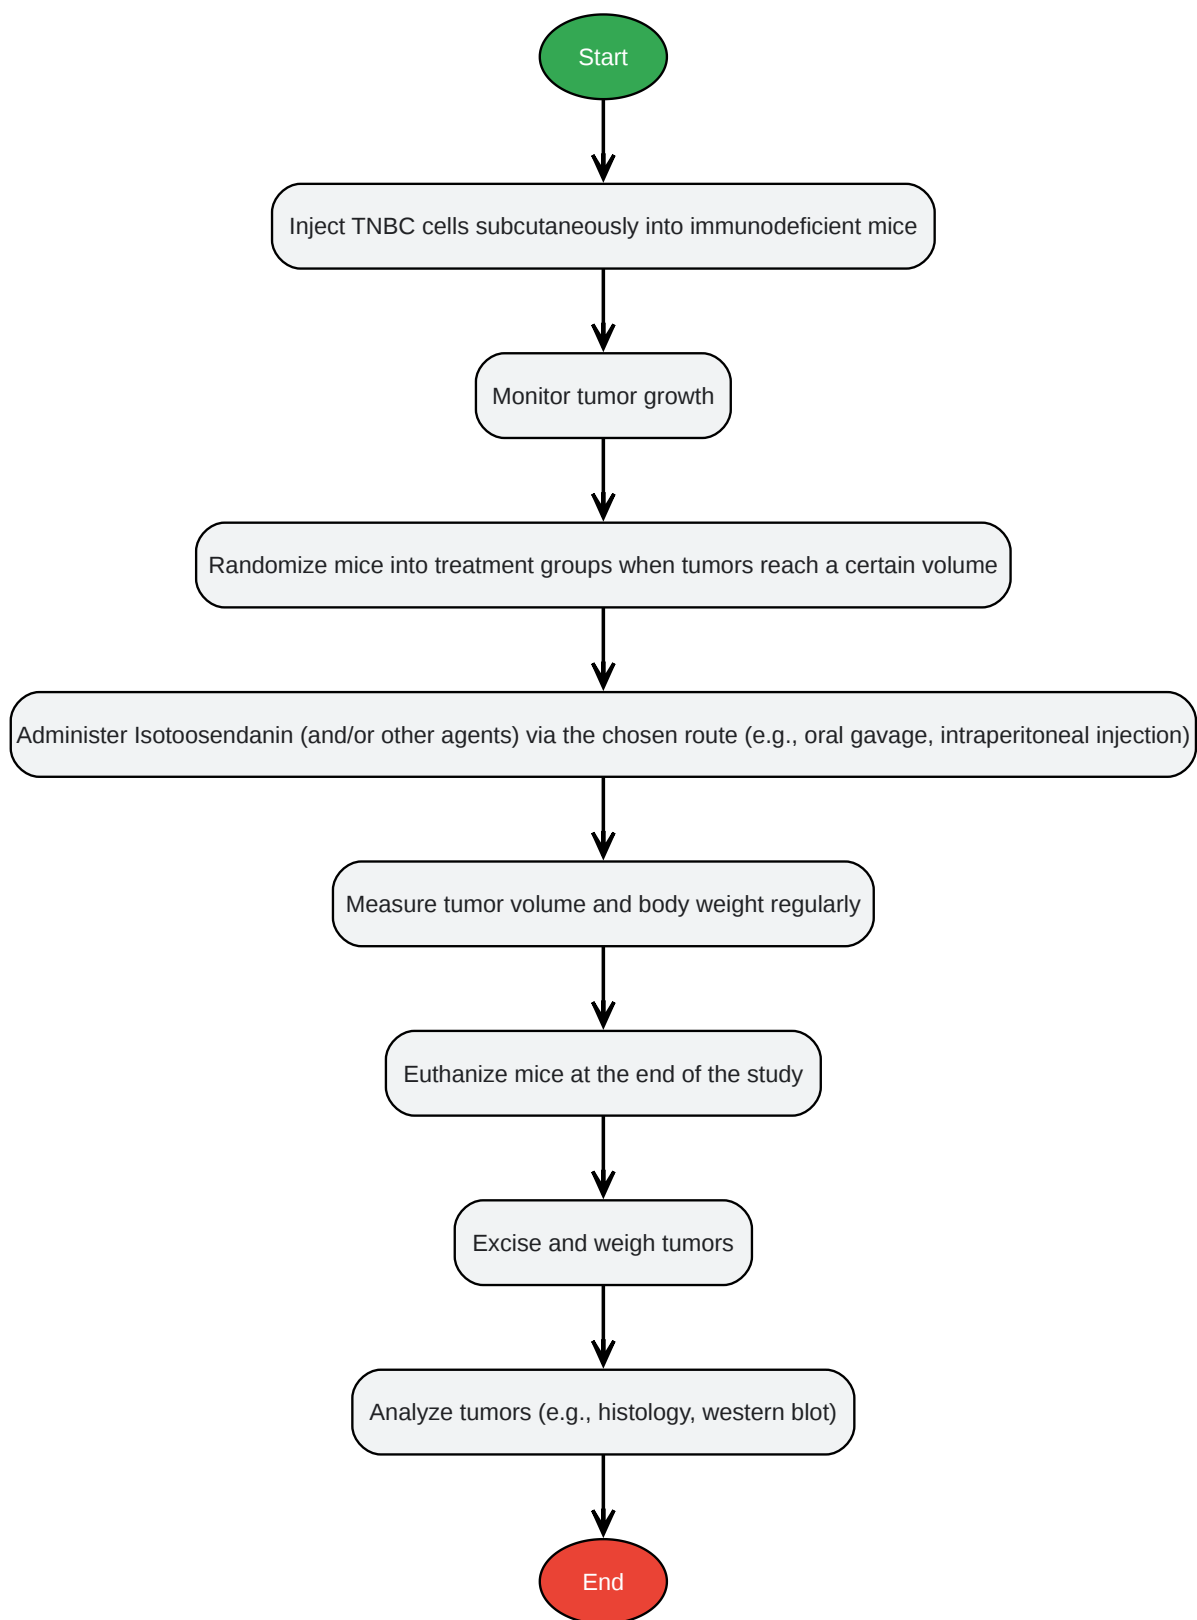 Start
Inject TNBC cells subcutaneously into immunodeficient mice
Monitor tumor growth
Randomize mice into treatment groups when tumors reach a certain volume
Administer Isotoosendanin (and/or other agents) via the chosen route (e.g., oral gavage, intraperitoneal injection)
Measure tumor volume and body weight regularly
Euthanize mice at the end of the study
Excise and weigh tumors
Analyze tumors (e.g., histology, western blot)
End